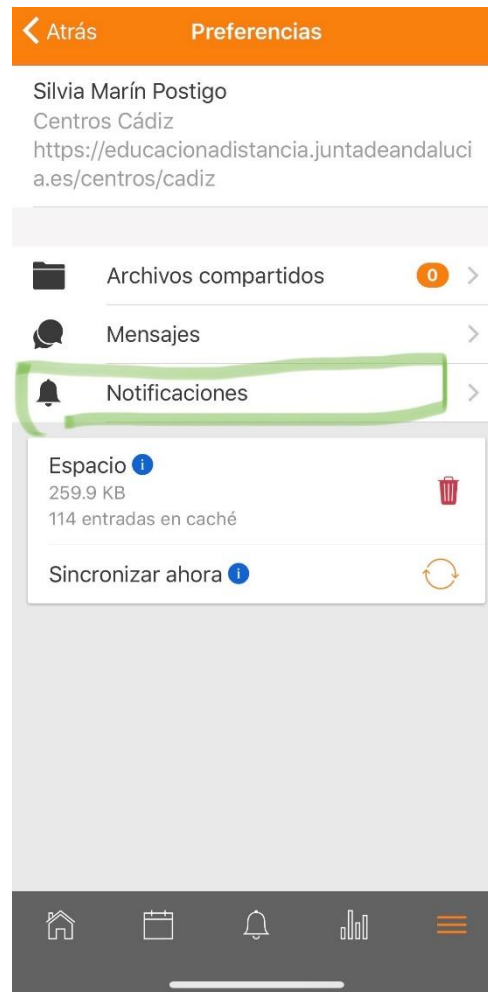 Atrás
Preferencias
Silvia Marín Postigo
Centros Cádiz
https://educacionadistancia.juntadeandaluci
a.es/centros/cadiz
Archivos compartidos
0
Mensajes
Notificaciones
Espacio
259.9 KB
114 entradas en caché
Sincronizar ahora